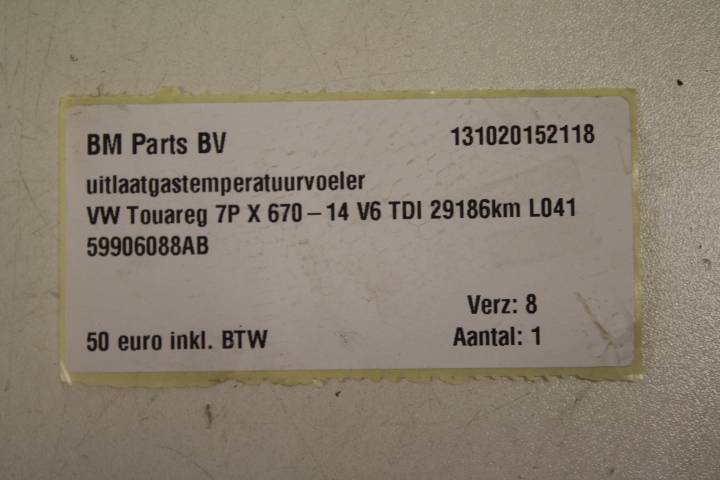 BM Parts BV 131020152118
uitlaatgastemperatuurvoeler
VW Touareg 7P X 670-14 V6 TDI 29186km L041
59906088AB
Verz: 8
50 euro inkl. BTW Aantal: 1